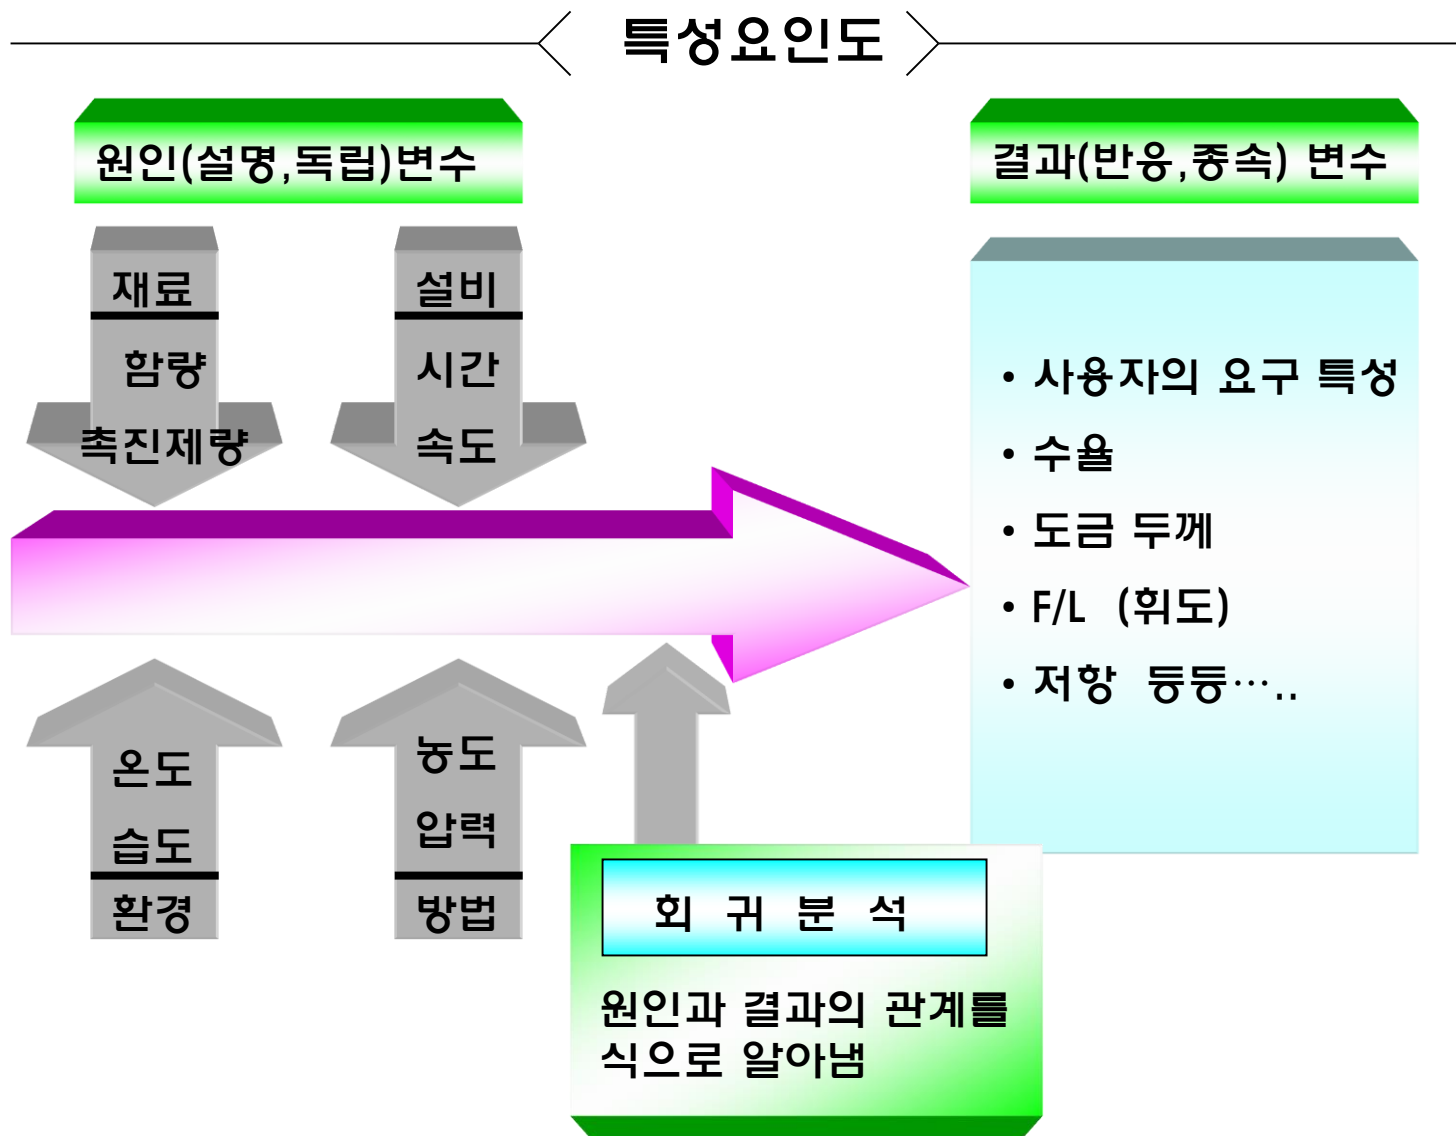 특성요인도
원인(설명,독립)변수
결과(반응,종속) 변수
재료
함량
촉진제량
설비
시간
속도
• 사용자의 요구 특성
• 수율
• 도금 두께
• F/L (휘도)
• 저항 등등….. 
온도
습도
환경
농도
압력
방법
회 귀 분 석
원인과 결과의 관계를
식으로 알아냄